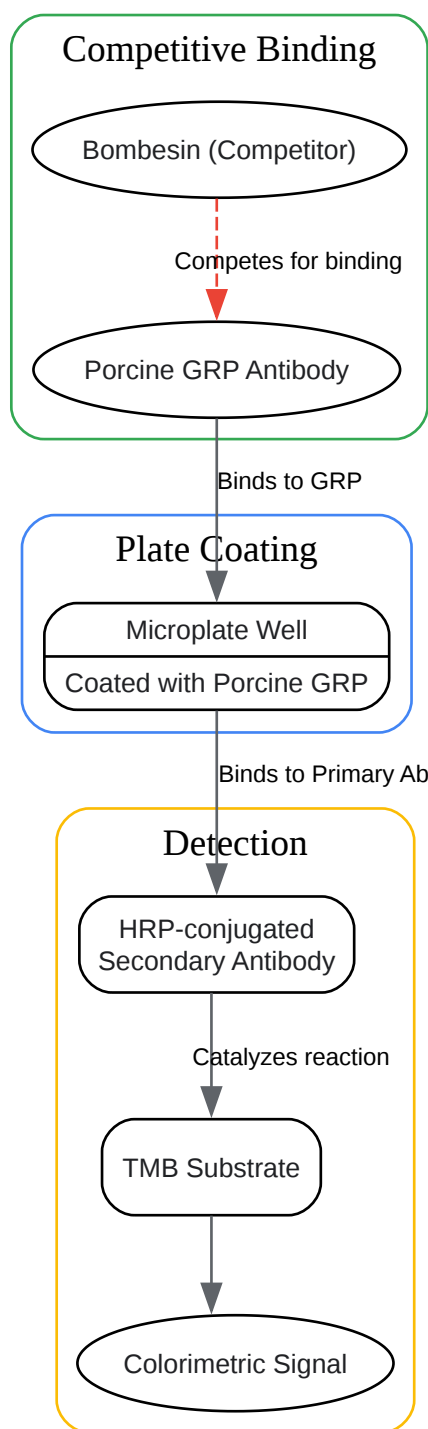 Competitive Binding
Bombesin (Competitor)
Competes for binding
Porcine GRP Antibody
Binds to GRP
Plate Coating
Microplate Well
Coated with Porcine GRP
Binds to Primary Ab
Detection
HRP-conjugated
Secondary Antibody
Catalyzes reaction
TMB Substrate
Colorimetric Signal